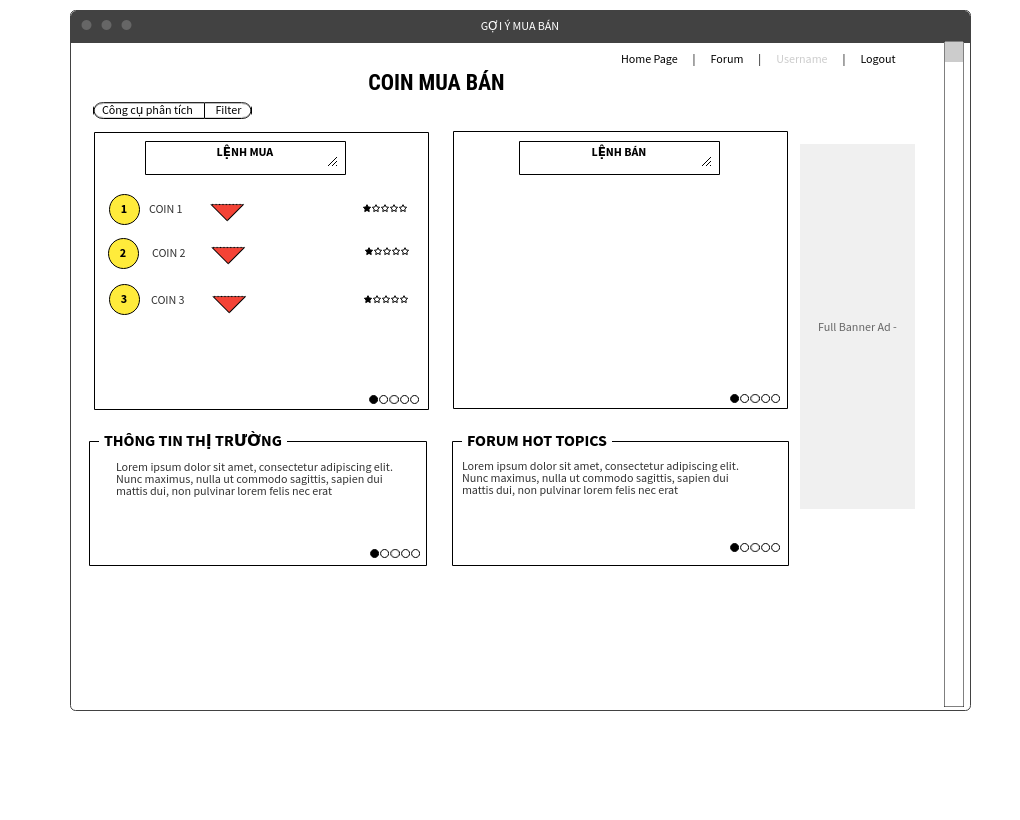 GỢI Ý MUA BÁN
Home Page | Forum | Username | Logout
COIN MUA BÁN
Công cụ phân tích Filter
LỆNH MUA
1 COIN 1
2 COIN 2
3 COIN 3
LỆNH BÁN
Full Banner Ad -
THÔNG TIN THỊ TRƯỜNG
Lorem ipsum dolor sit amet, consectetur adipiscing elit.
Nunc maximus, nulla ut commodo sagittis, sapien dui
mattis dui, non pulvinar lorem felis nec erat
FORUM HOT TOPICS
Lorem ipsum dolor sit amet, consectetur adipiscing elit.
Nunc maximus, nulla ut commodo sagittis, sapien dui
mattis dui, non pulvinar lorem felis nec erat